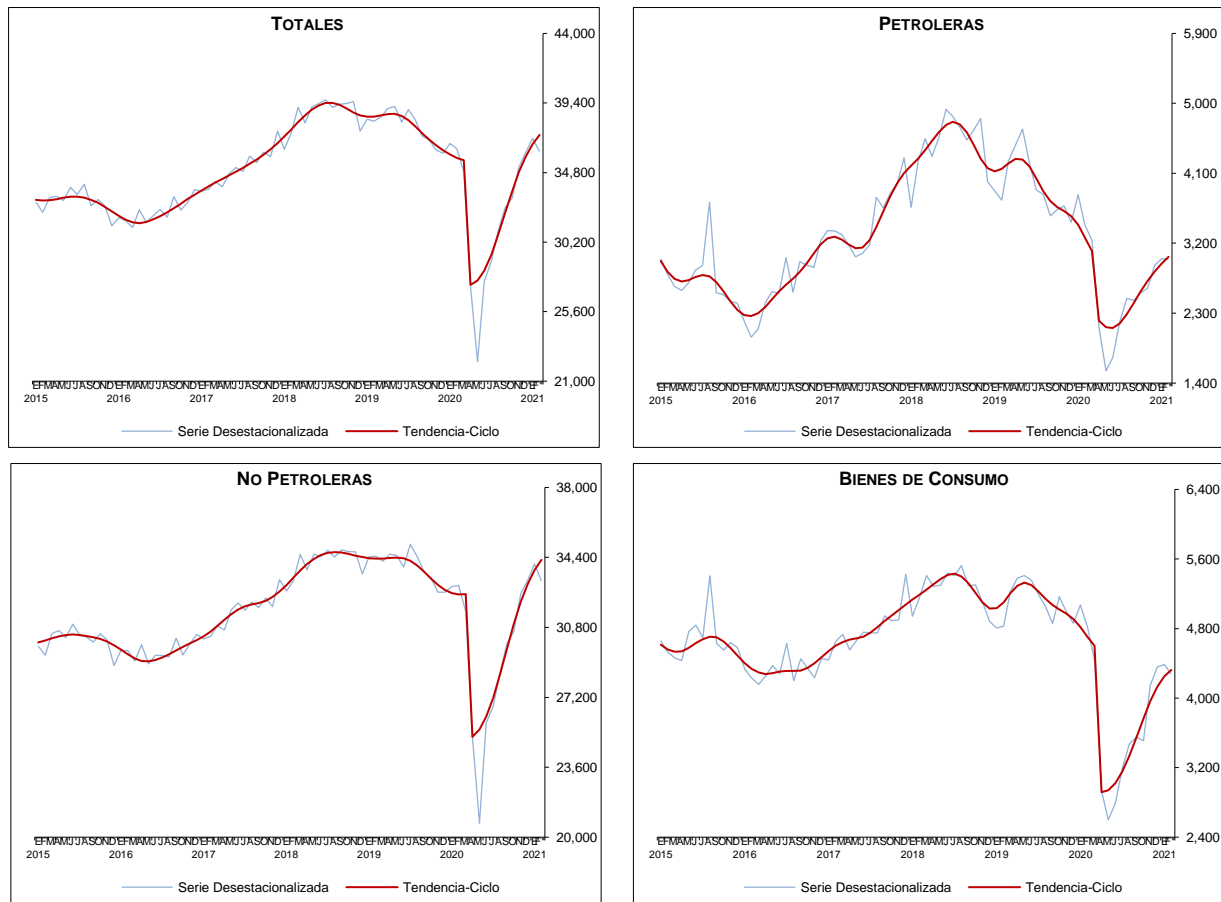 TOTALES
44,000
39,400
34,800
30,200
25,600
21,000
2015 2016 2017 2018 2019 2020 2021
Serie Desestacionalizada Tendencia-Ciclo
PETROLERAS
5,900
5,000
4,100
3,200
2,300
1,400
2015 2016 2017 2018 2019 2020 2021
Serie Desestacionalizada Tendencia-Ciclo
NO PETROLERAS
38,000
34,400
30,800
27,200
23,600
20,000
2015 2016 2017 2018 2019 2020 2021
Serie Desestacionalizada Tendencia-Ciclo
BIENES DE CONSUMO
6,400
5,600
4,800
4,000
3,200
2,400
2015 2016 2017 2018 2019 2020 2021
Serie Desestacionalizada Tendencia-Ciclo